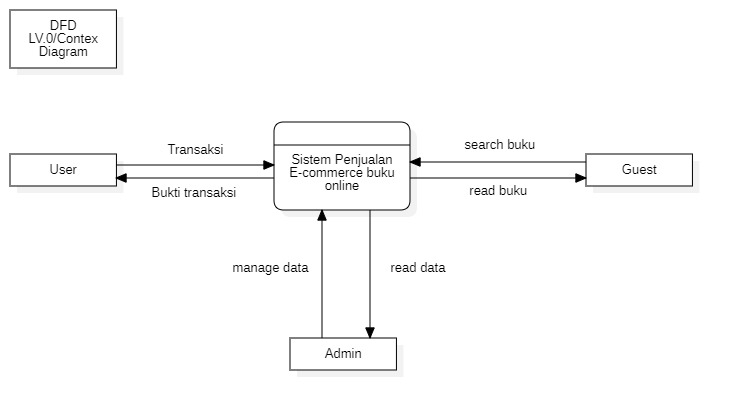 DFD
LV.0/Contex
Diagram
Transaksi
search buku
User
Sistem Penjualan
E-commerce buku
online
Guest
Bukti transaksi
read buku
manage data
read data
Admin